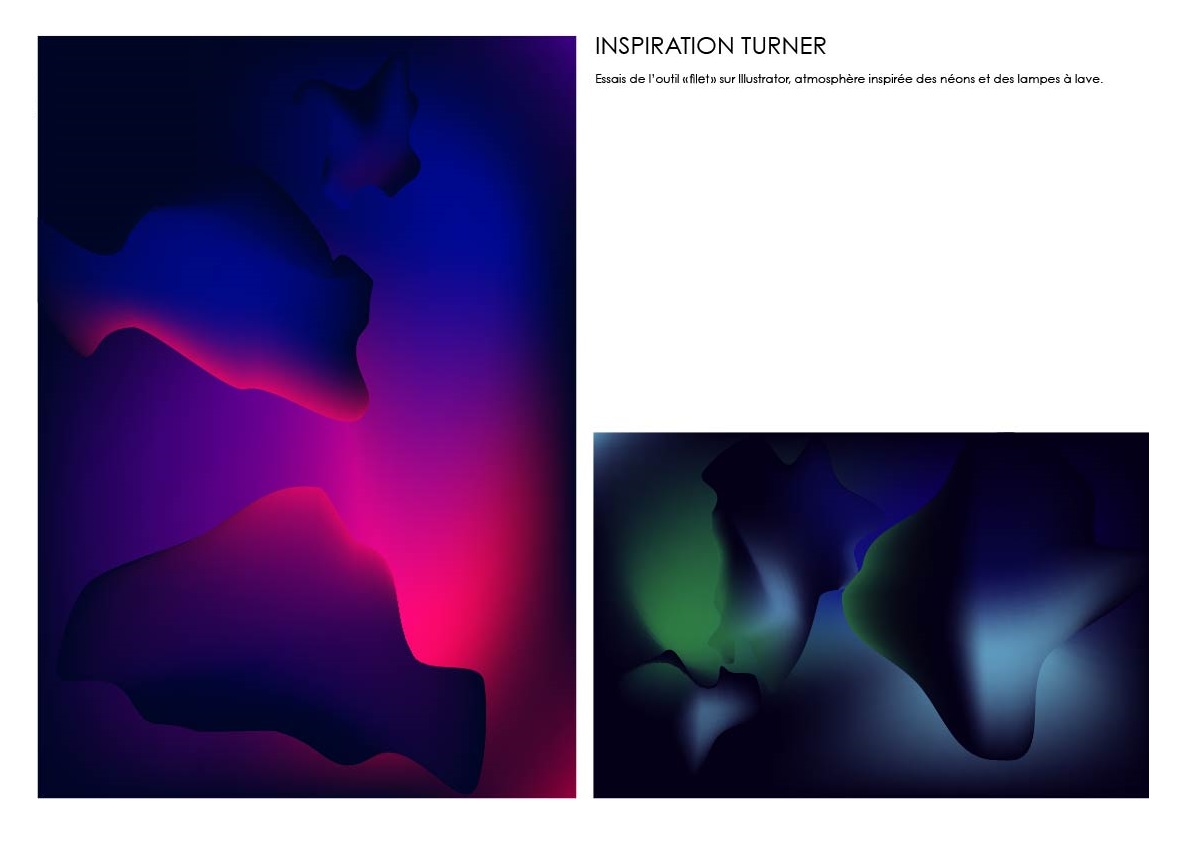 INSPIRATION TURNER
Essais de l'outil «filet» sur Illustrator, atmosphère inspirée des néons et des lampes à lave.